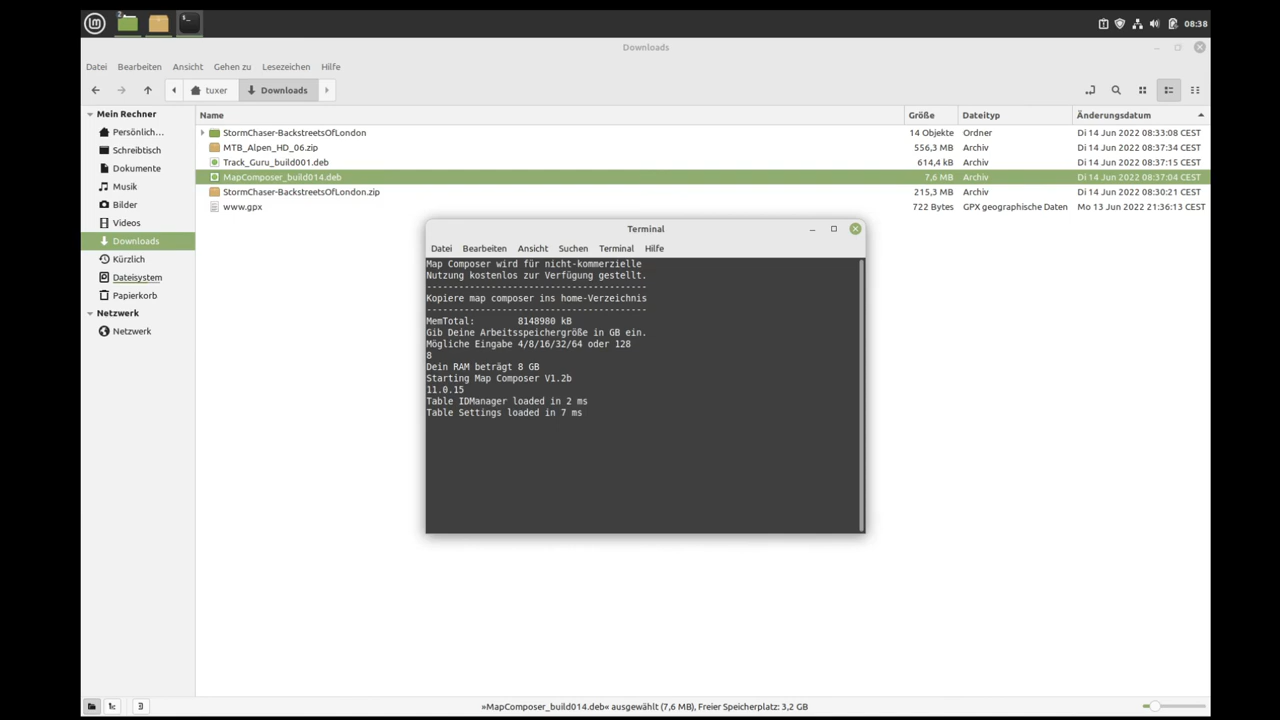 2
08:38
Downloads
Datei Bearbeiten Ansicht Gehen zu Lesezeichen Hilfe
tuxer Downloads
Mein Rechner
Persönlich...
Schreibtisch
Dokumente
Musik
Bilder
Videos
Downloads
Kürzlich
Dateisystem
Papierkorb
Netzwerk
Netzwerk
Name Größe Dateityp Änderungsdatum
StormChaser-BackstreetsOfLondon 14 Objekte Ordner Di 14 Jun 2022 08:33:08 CEST
MTB_Alpen_HD_06.zip 556,3 MB Archiv Di 14 Jun 2022 08:37:34 CEST
Track_Guru_build001.deb 614,4 kB Archiv Di 14 Jun 2022 08:37:15 CEST
MapComposer_build014.deb 7,6 MB Archiv Di 14 Jun 2022 08:37:04 CEST
StormChaser-BackstreetsOfLondon.zip 215,3 MB Archiv Di 14 Jun 2022 08:30:21 CEST
www.gpx 722 Bytes GPX geographische Daten Mo 13 Jun 2022 21:36:13 CEST
Terminal
Datei Bearbeiten Ansicht Suchen Terminal Hilfe
Map Composer wird für nicht-kommerzielle
Nutzung kostenlos zur Verfügung gestellt.
-----------------------------------------
Kopiere map composer ins home-Verzeichnis
-----------------------------------------
MemTotal: 8148980 kB
Gib Deine Arbeitsspeichergröße in GB ein.
Mögliche Eingabe 4/8/16/32/64 oder 128
8
Dein RAM beträgt 8 GB
Starting Map Composer V1.2b
11.0.15
Table IDManager loaded in 2 ms
Table Settings loaded in 7 ms
»MapComposer_build014.deb« ausgewählt (7,6 MB), Freier Speicherplatz: 3,2 GB